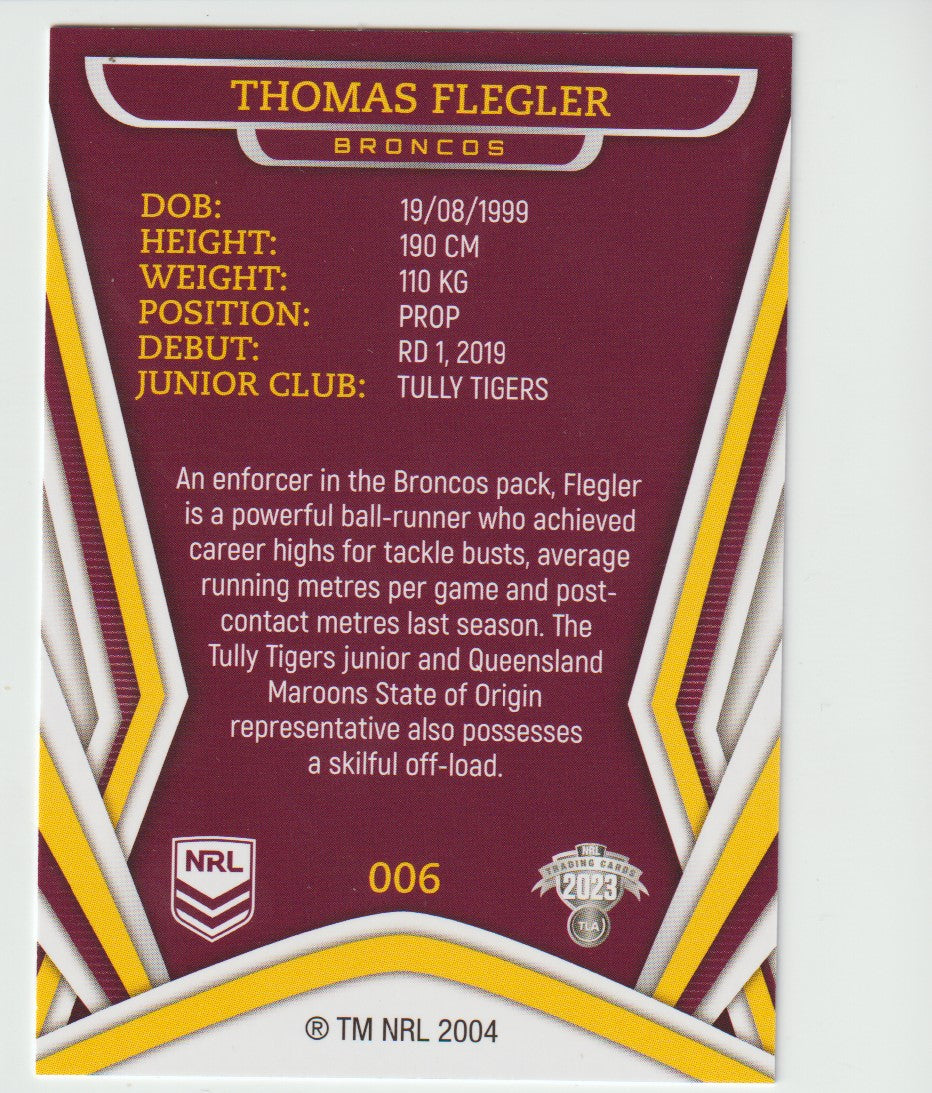 THOMAS FLEGLER
BRONCOS
DOB: 19/08/1999
HEIGHT: 190 CM
WEIGHT: 110 KG
POSITION: PROP
DEBUT: RD 1, 2019
JUNIOR CLUB: TULLY TIGERS
An enforcer in the Broncos pack, Flegler
is a powerful ball-runner who achieved
career highs for tackle busts, average
running metres per game and post-
contact metres last season. The
Tully Tigers junior and Queensland
Maroons State of Origin
representative also possesses
a skilful off-load.
NRL
006
NRL
TRADING CARDS
2023
TLA
® TM NRL 2004